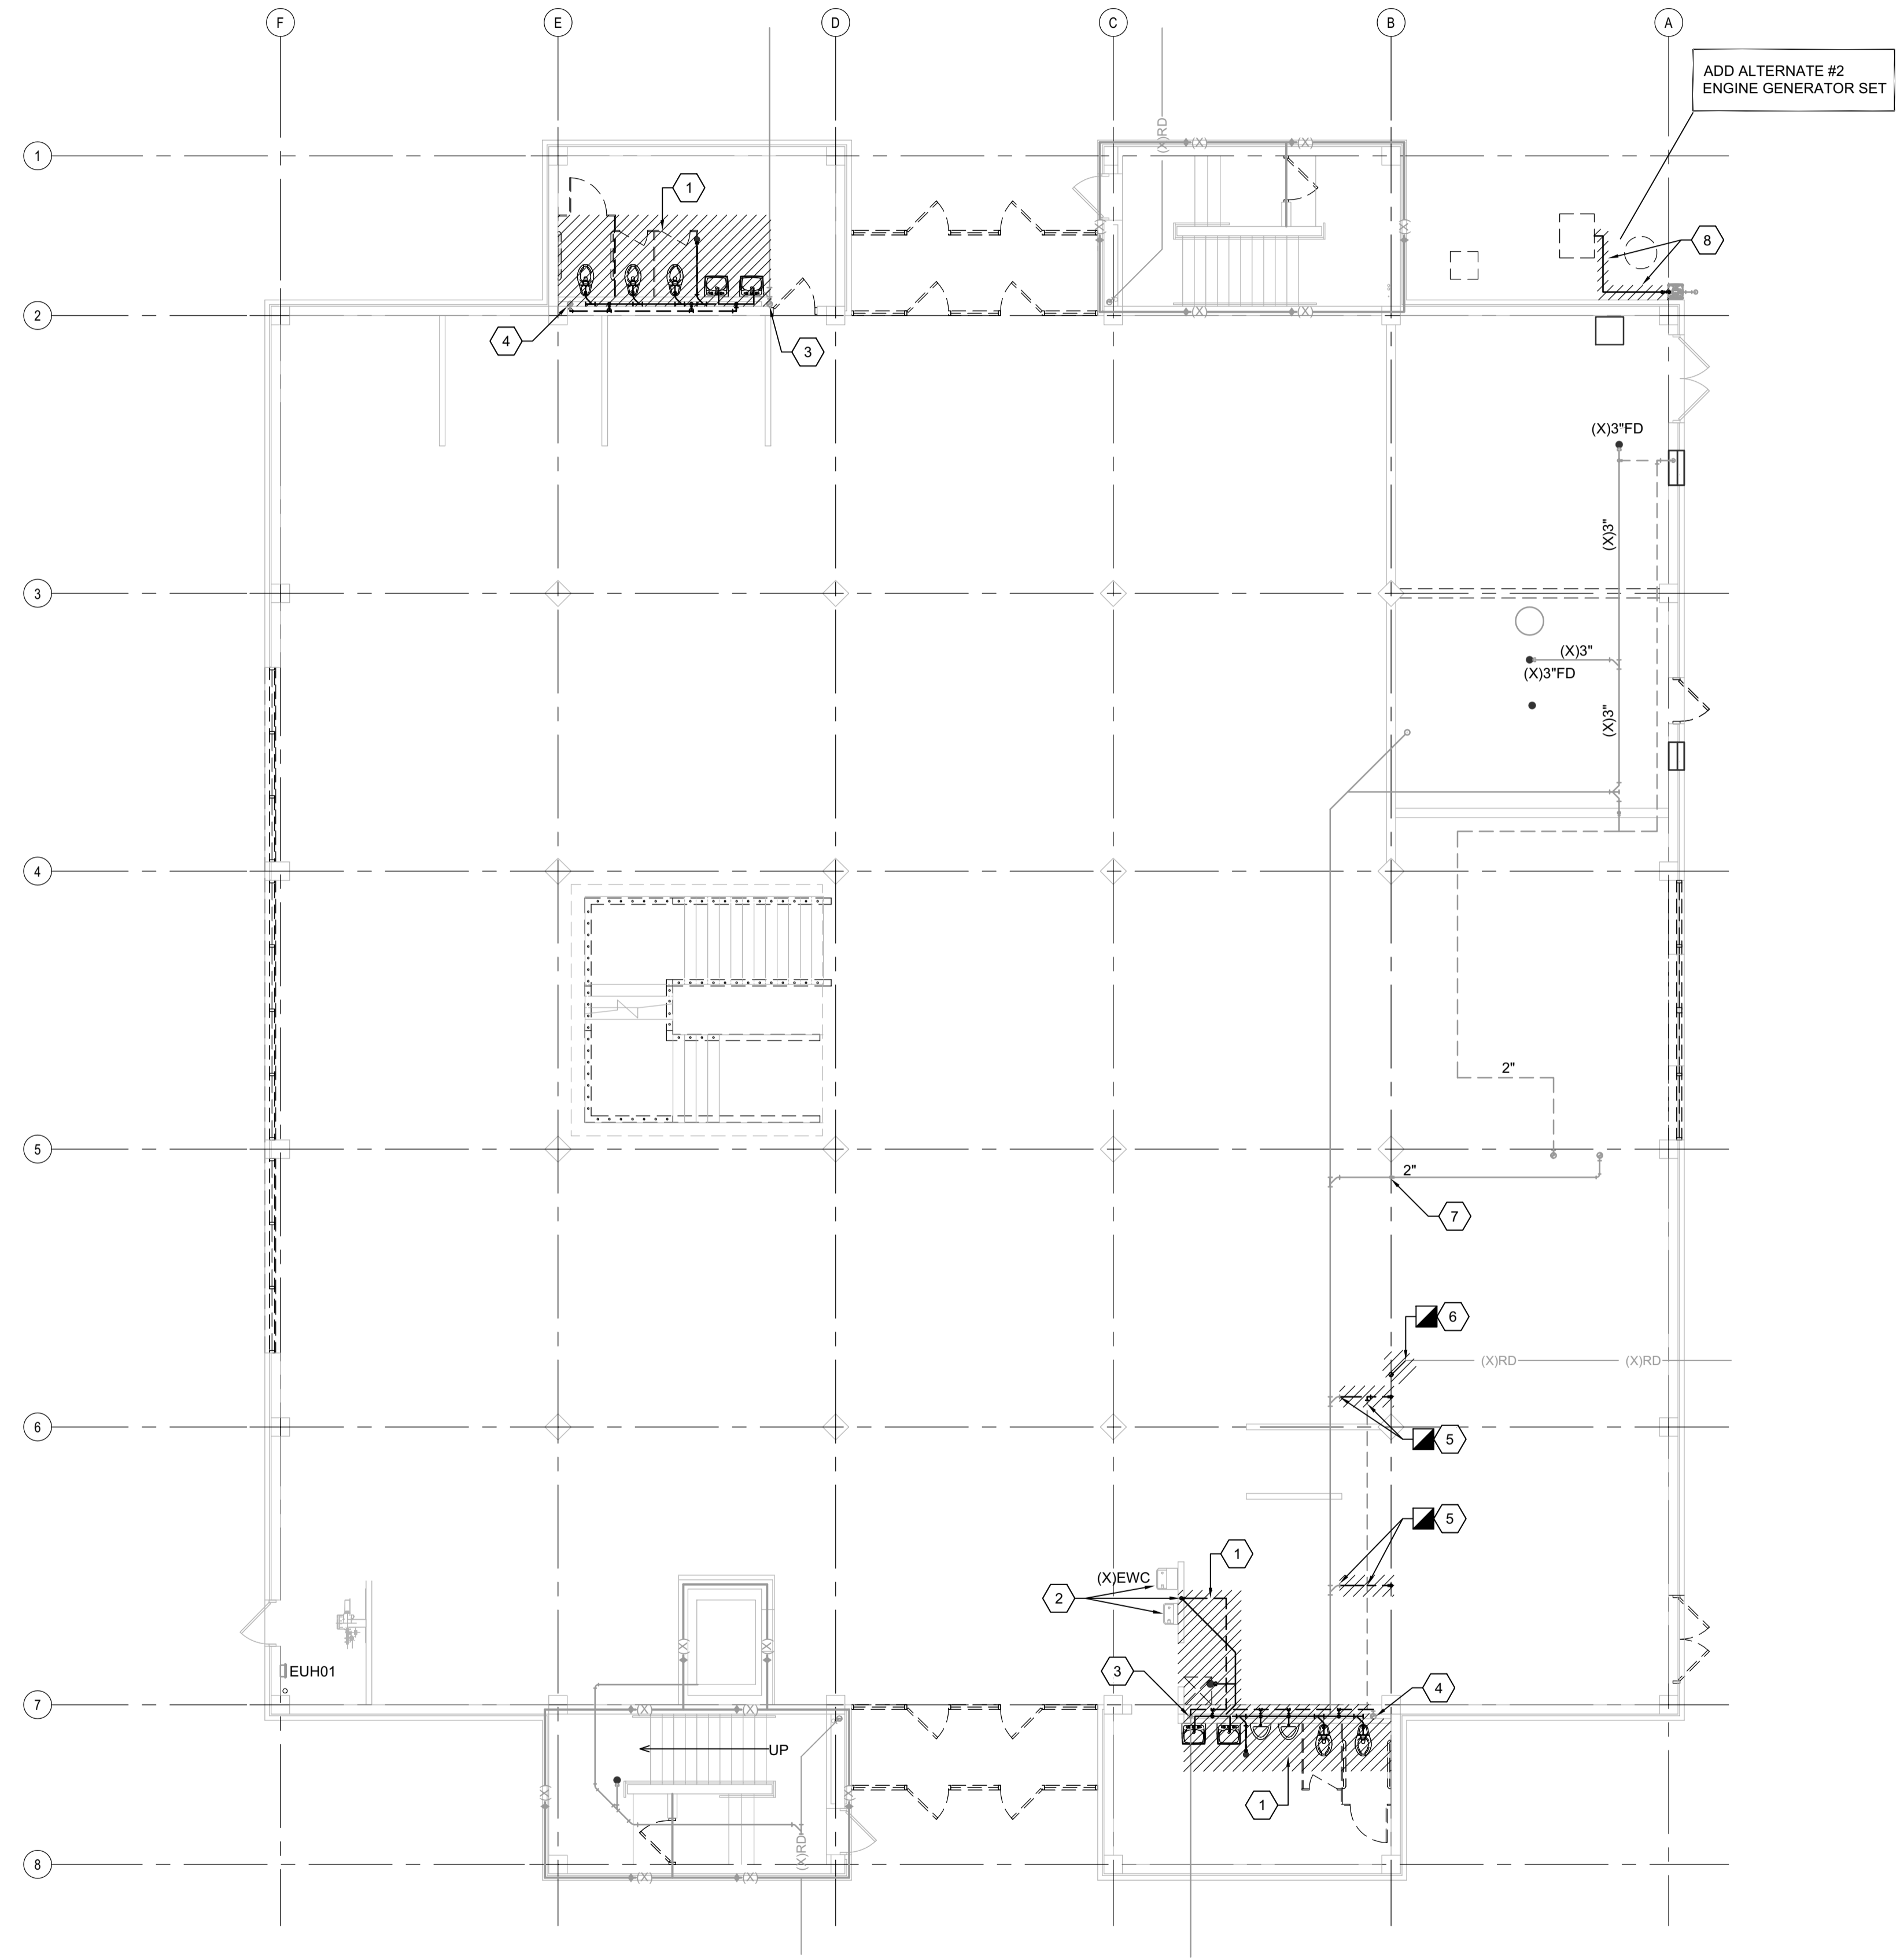 F
E
D
C
B
A
ADD ALTERNATE #2
ENGINE GENERATOR SET
1
(X)RD
(X)
(X)
1
(X)
(X)
8
2
(X)
(X)
4
3
(X)3"FD
(X)3"
3
(X)3"
(X)3"FD
(X)3"
4
2"
5
2"
7
6
(X)RD
(X)RD
6
5
5
1
(X)EWC
2
(X)
(X)
EUH01
3
4
7
(X)
(X)
UP
(X)
(X)
1
(X)RD
8
(X)
(X)